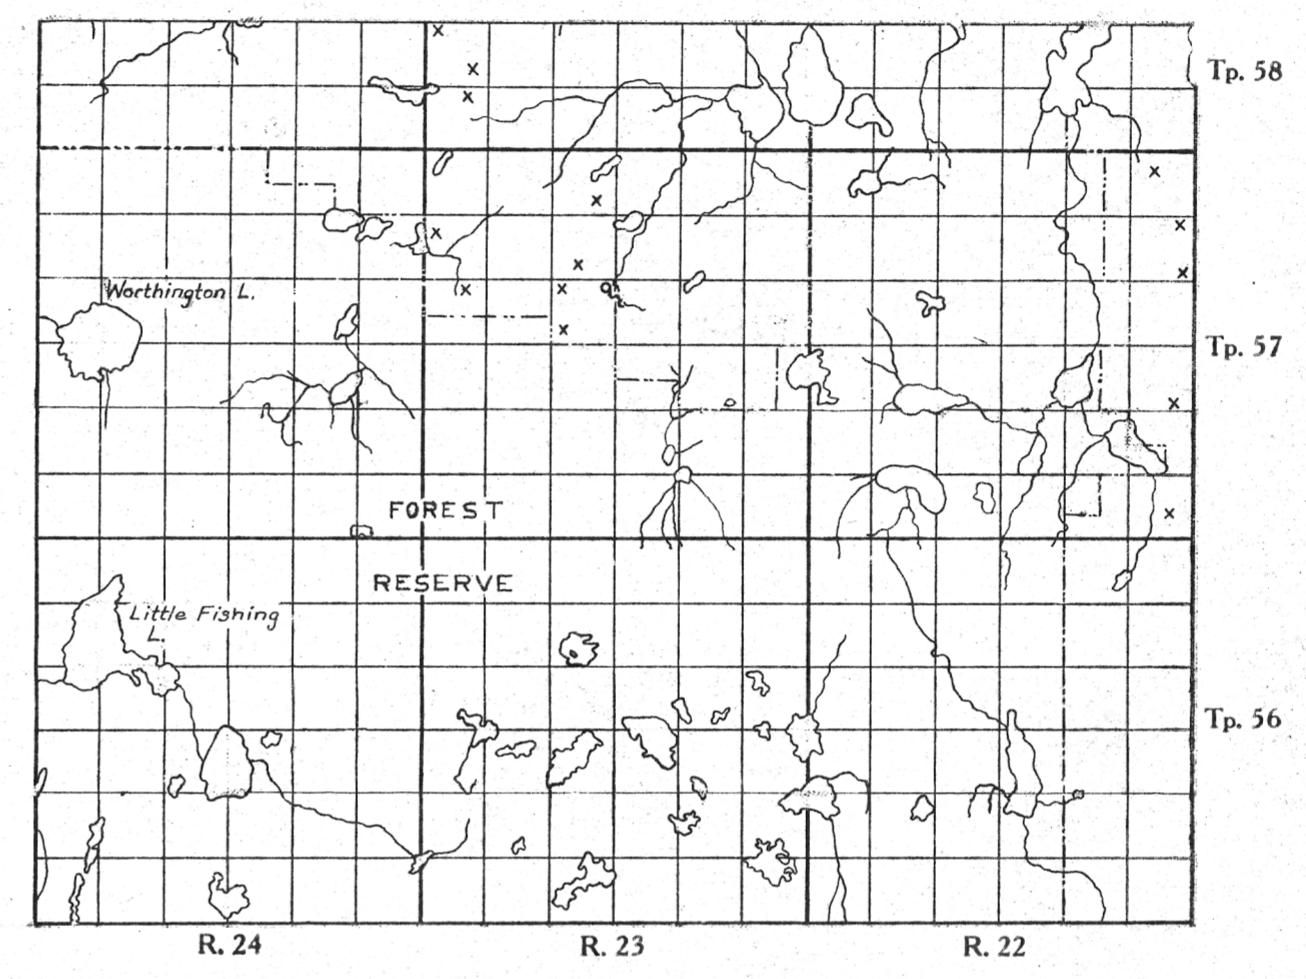 Tp. 58
Worthington L.
Tp. 57
FOREST
RESERVE
Little Fishing
L.
Tp. 56
R. 24 R. 23 R. 22